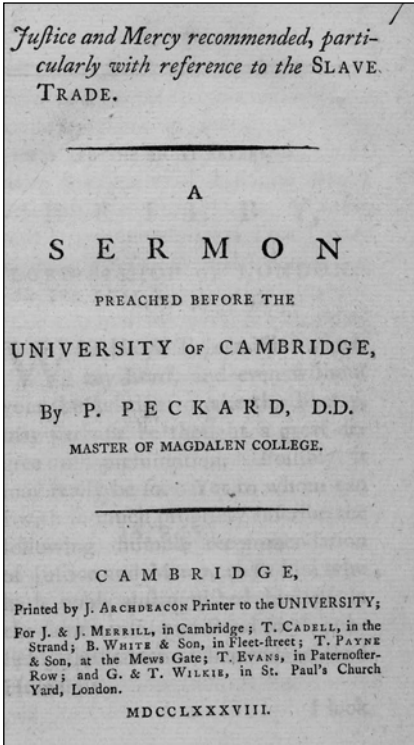 Juſtice and Mercy recommended, parti-
cularly with reference to the SLAVE
TRADE.
A
SERMON
PREACHED BEFORE THE
UNIVERSITY OF CAMBRIDGE,
By P. PECKARD, D.D.
MASTER OF MAGDALEN COLLEGE.
CAMBRIDGE,
Printed by J. ARCHDEACON Printer to the UNIVERSITY;
For J. & J. MERRILL, in Cambridge; T. CADELL, in the
Strand; B. WHITE & Son, in Fleet-ſtreet; T. PAYNE
& Son, at the Mews Gate; T. EVANS, in Paternoſter-
Row; and G. & T. WILKIE, in St. Paul's Church
Yard, London.
MDCCLXXXVIII.